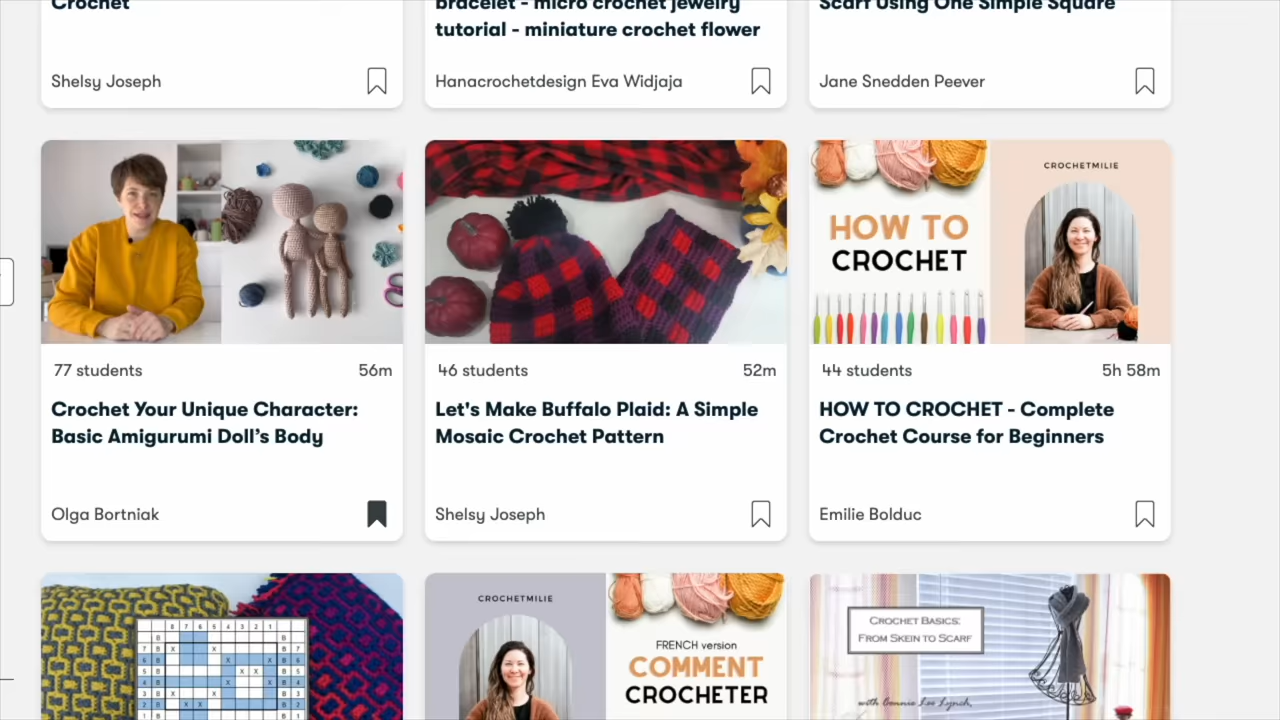 Crochet
bracelet - micro crochet jewelry
tutorial - miniature crochet flower
Scarf Using One Simple Square
Shelsy Joseph
Hanacrochetdesign Eva Widjaja
Jane Snedden Peever
CROCHETMILIE
HOW TO
CROCHET
77 students
56m
46 students
52m
44 students
5h 58m
Crochet Your Unique Character:
Basic Amigurumi Doll’s Body
Let's Make Buffalo Plaid: A Simple
Mosaic Crochet Pattern
HOW TO CROCHET - Complete
Crochet Course for Beginners
Olga Bortniak
Shelsy Joseph
Emilie Bolduc
CROCHETMILIE
FRENCH version
COMMENT
CROCHETER
Crochet Basics:
From Skein to Scarf
with Bonnie Lee Lynch,